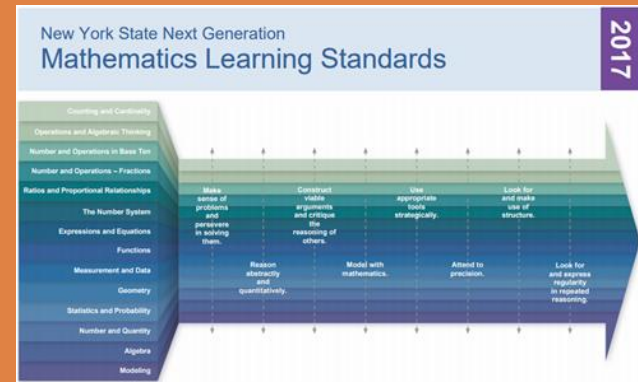 New York State Next Generation
Mathematics Learning Standards
2017
Counting and Cardinality
Operations and Algebraic Thinking
Number and Operations in Base Ten
Number and Operations – Fractions
Ratios and Proportional Relationships
The Number System
Expressions and Equations
Functions
Measurement and Data
Geometry
Statistics and Probability
Number and Quantity
Algebra
Modeling
Make
sense of
problems
and
persevere
in solving
them.
Reason
abstractly
and
quantitatively.
Construct
viable
arguments
and critique
the
reasoning of
others.
Model with
mathematics.
Use
appropriate
tools
strategically.
Attend to
precision.
Look for
and make
use of
structure.
Look for
and express
regularity
in repeated
reasoning.